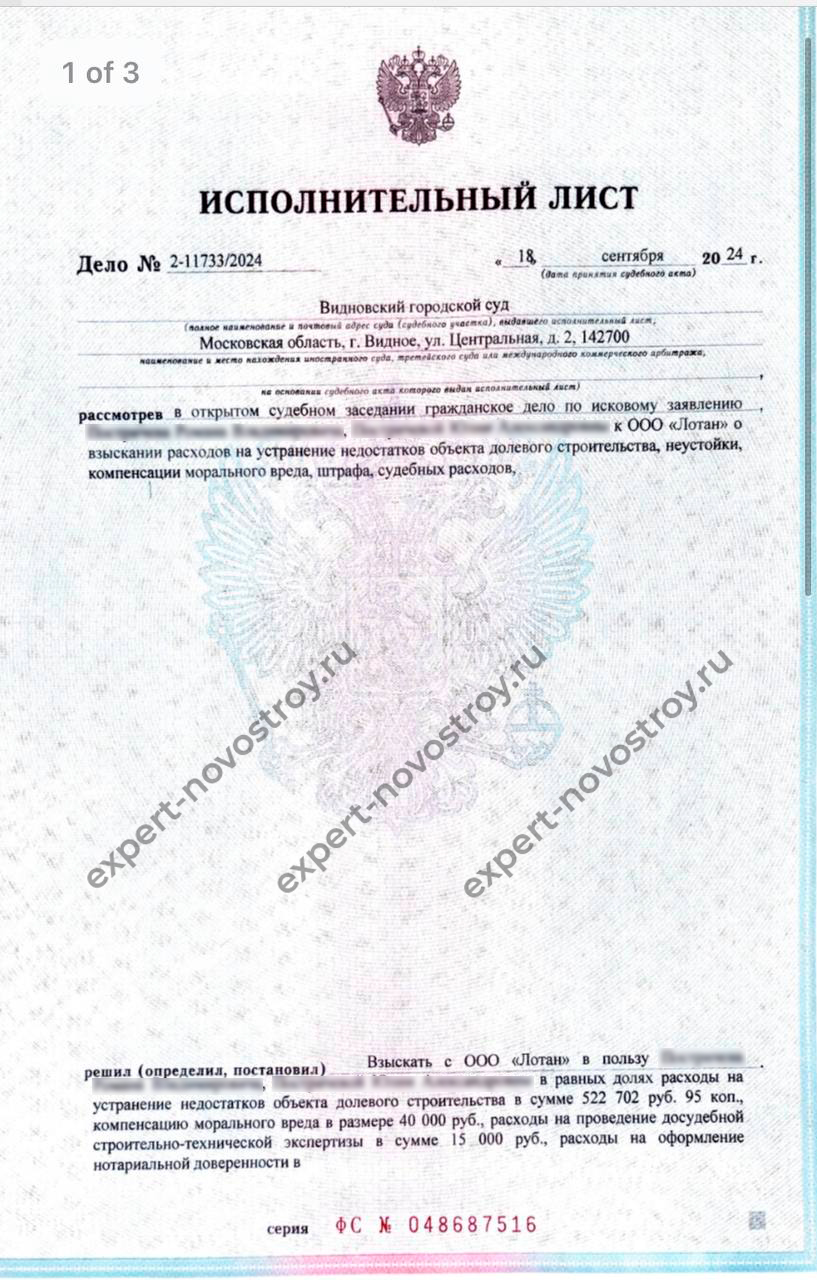 1 of 3
ИСПОЛНИТЕЛЬНЫЙ ЛИСТ
Дело № 2-11733/2024 « 18, сентября 20 24 г.
(дата принятия судебного акта)
Видновский городской суд
(полное наименование и почтовый адрес суда (судебного участка), выдавшего исполнительный лист,
Московская область, г. Видное, ул. Центральная, д. 2, 142700
наименование и место нахождения иностранного суда, третейского суда или международного коммерческого арбитража,
,
на основании судебного акта которого выдан исполнительный лист)
рассмотрев в открытом судебном заседании гражданское дело по исковому заявлению ,
, к ООО «Лотан» о
взыскании расходов на устранение недостатков объекта долевого строительства, неустойки,
компенсации морального вреда, штрафа, судебных расходов,
expert-novostroy.ru
expert-novostroy.ru
expert-novostroy.ru
решил (определил, постановил) Взыскать с ООО «Лотан» в пользу .
, в равных долях расходы на
устранение недостатков объекта долевого строительства в сумме 522 702 руб. 95 коп.,
компенсацию морального вреда в размере 40 000 руб., расходы на проведение досудебной
строительно-технической экспертизы в сумме 15 000 руб., расходы на оформление
нотариальной доверенности в
серия ФС № 048687516